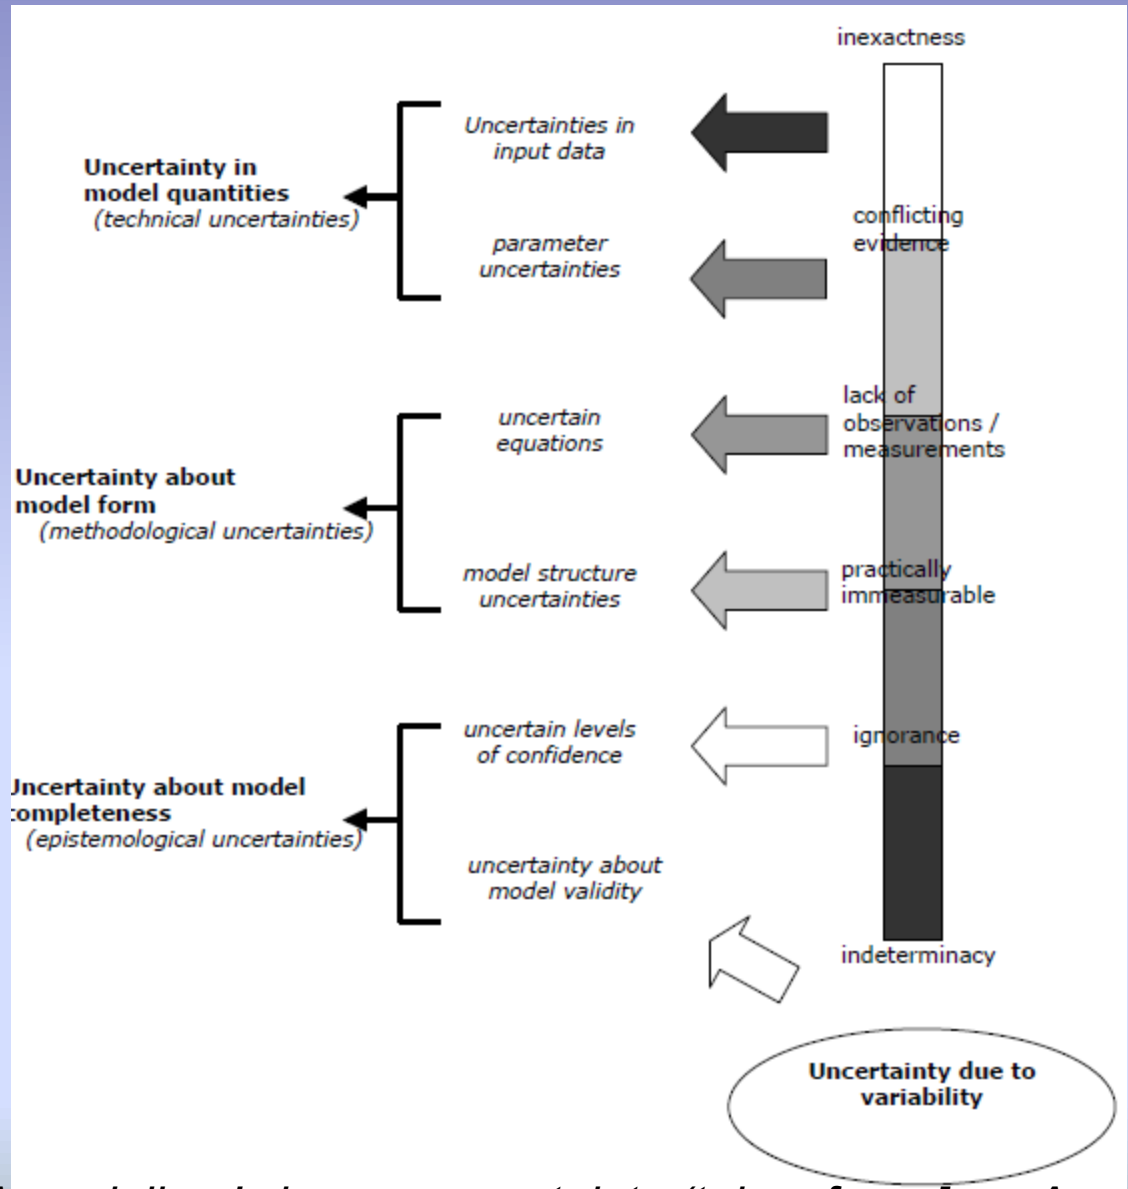 inexactness
Uncertainties in
input data
Uncertainty in
model quantities
(technical uncertainties)
conflicting
evidence
parameter
uncertainties
lack of
observations /
measurements
uncertain
equations
Uncertainty about
model form
(methodological uncertainties)
practically
immeasurable
model structure
uncertainties
uncertain levels
of confidence
ignorance
Uncertainty about model
completeness
(epistemological uncertainties)
uncertainty about
model validity
indeterminacy
Uncertainty due to
variability